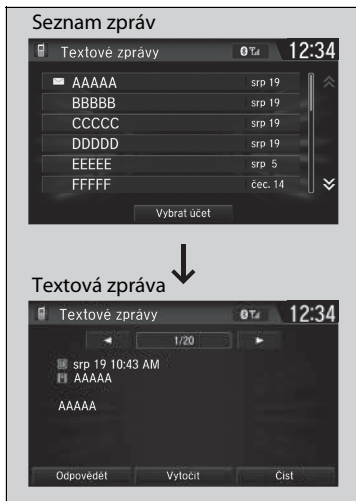 Seznam zpráv
Textové zprávy 12:34
AAAAA srp 19
BBBBB srp 19
CCCCC srp 19
DDDDD srp 19
EEEEE srp 5
FFFFF čec. 14
Vybrat účet
Textová zpráva
Textové zprávy 12:34
1/20
srp 19 10:43 AM
AAAAA
AAAAA
Odpovědět Vytočit Číst